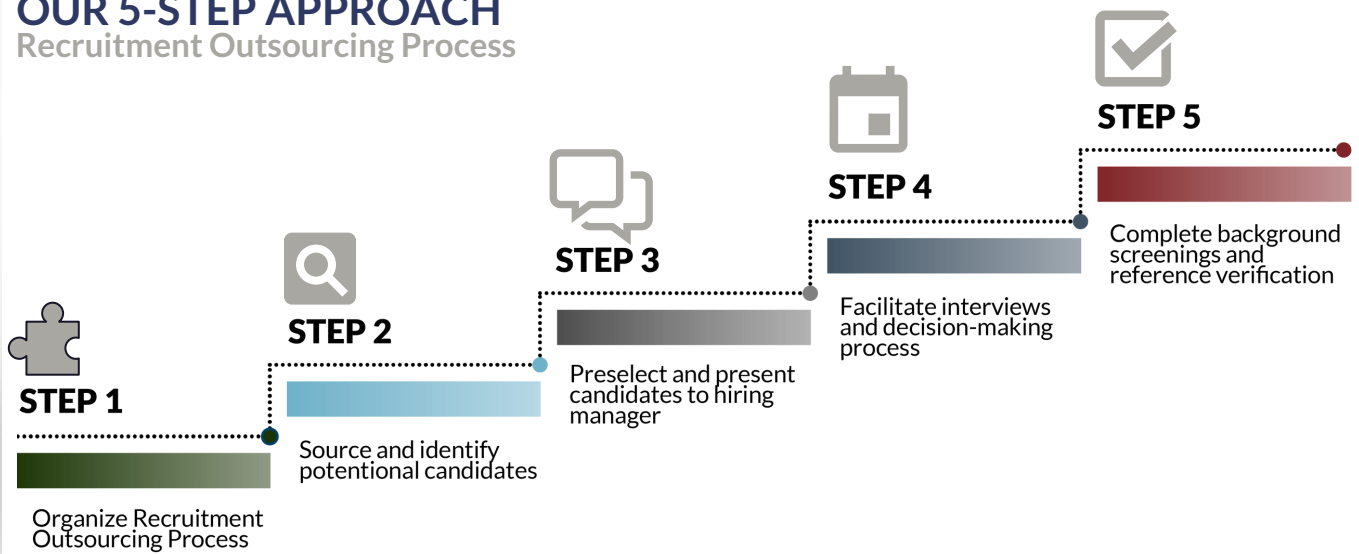 OUR 5-STEP APPROACH
Recruitment Outsourcing Process
STEP 1
Organize Recruitment
Outsourcing Process
STEP 2
Source and identify
potentional candidates
STEP 3
Preselect and present
candidates to hiring
manager
STEP 4
Facilitate interviews
and decision-making
process
STEP 5
Complete background
screenings and
reference verification